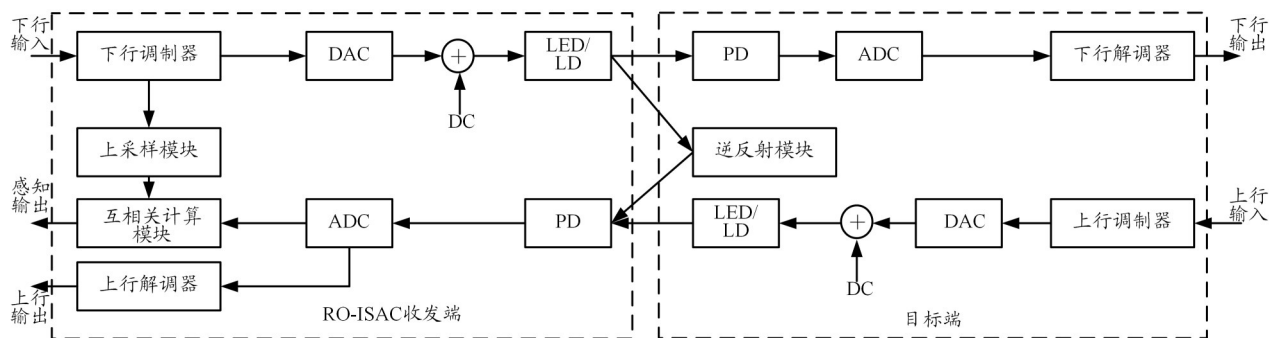 下行
输入
下行调制器
DAC
+
DC
LED/
LD
PD
ADC
下行解调器
下行
输出
上采样模块
逆反射模块
感知
输出
互相关计算
模块
ADC
PD
LED/
LD
+
DC
DAC
上行调制器
上行
输入
上行
输出
上行解调器
RO-ISAC收发端
目标端